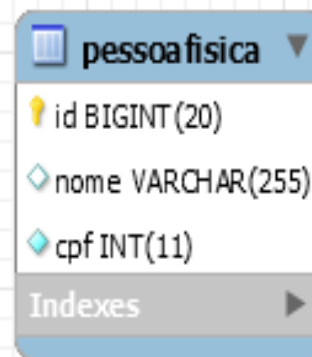 pessoafisica
id BIGINT(20)
nome VARCHAR(255)
cpf INT(11)
Indexes